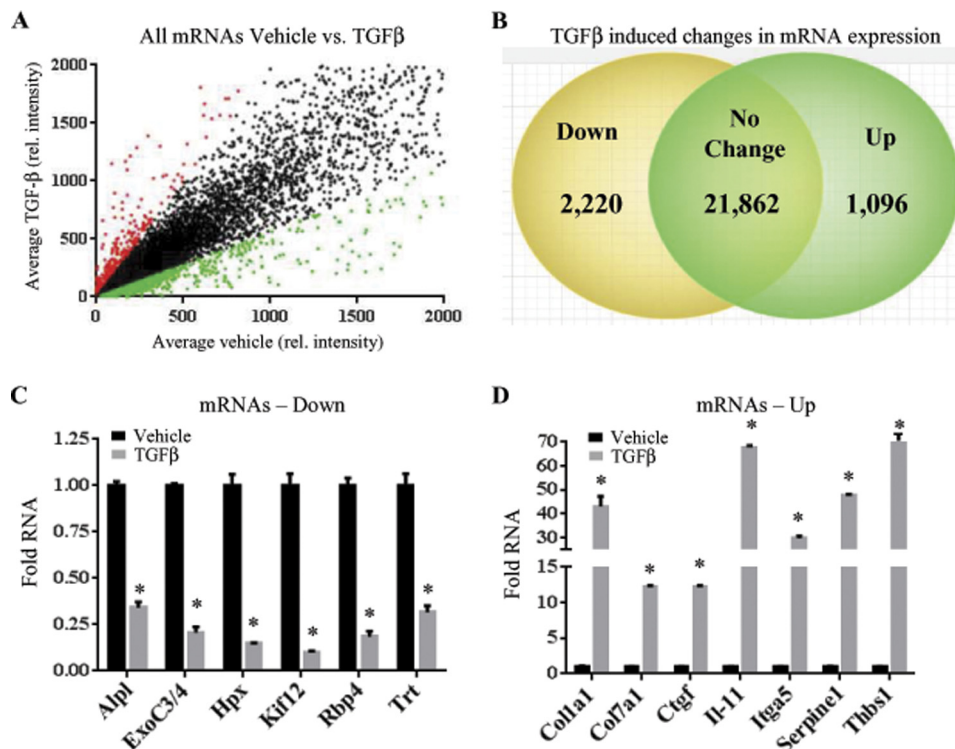 A
All mRNAs Vehicle vs. TGFβ
Average TGF-β (rel. intensity)
2000
1500
1000
500
0
0 500 1000 1500 2000
Average vehicle (rel. intensity)
B
TGFβ induced changes in mRNA expression
Down
No
Change
Up
2,220
21,862
1,096
C
mRNAs – Down
Vehicle
TGFβ
Fold RNA
1.25
1.00
0.75
0.50
0.25
0.00
* * * * * *
Alpl ExoC3/4 Hpx Kif12 Rbp4 Trt
D
mRNAs – Up
Vehicle
TGFβ
Fold RNA
70
60
50
40
30
15
10
5
0
* * * * * * *
Col1a1 Col7a1 Ctgf Il-11 Itga5 Serpine1 Thbs1